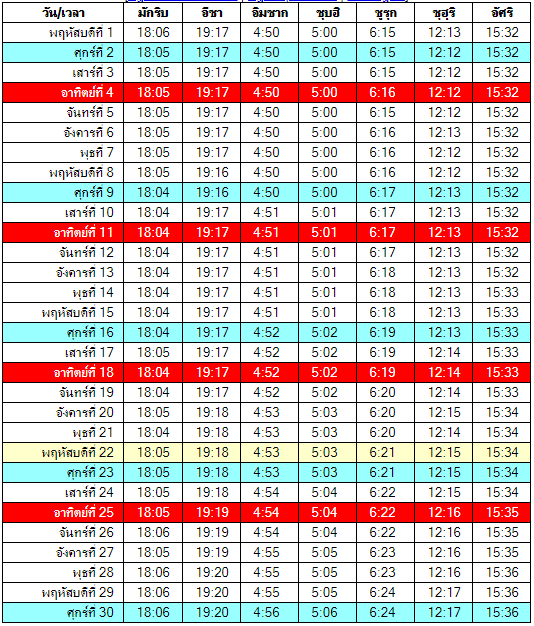 วัน/เวลา มักริบ อิชา อิมซาก ซุบฮิ ซุรุก ซุฮฺริ อัศริ
พฤหัสบดีที่ 1 18:06 19:17 4:50 5:00 6:15 12:13 15:32
ศุกร์ที่ 2 18:05 19:17 4:50 5:00 6:15 12:12 15:32
เสาร์ที่ 3 18:05 19:17 4:50 5:00 6:15 12:12 15:32
อาทิตย์ที่ 4 18:05 19:17 4:50 5:00 6:16 12:12 15:32
จันทร์ที่ 5 18:05 19:17 4:50 5:00 6:15 12:12 15:32
อังคารที่ 6 18:05 19:17 4:50 5:00 6:16 12:13 15:32
พุธที่ 7 18:05 19:17 4:50 5:00 6:16 12:12 15:32
พฤหัสบดีที่ 8 18:05 19:16 4:50 5:00 6:16 12:12 15:32
ศุกร์ที่ 9 18:04 19:16 4:50 5:00 6:17 12:13 15:32
เสาร์ที่ 10 18:04 19:17 4:51 5:01 6:17 12:13 15:32
อาทิตย์ที่ 11 18:04 19:17 4:51 5:01 6:17 12:13 15:32
จันทร์ที่ 12 18:04 19:17 4:51 5:01 6:17 12:13 15:32
อังคารที่ 13 18:04 19:17 4:51 5:01 6:18 12:13 15:32
พุธที่ 14 18:04 19:17 4:51 5:01 6:18 12:13 15:33
พฤหัสบดีที่ 15 18:04 19:17 4:51 5:01 6:18 12:13 15:33
ศุกร์ที่ 16 18:04 19:17 4:52 5:02 6:19 12:13 15:33
เสาร์ที่ 17 18:05 19:17 4:52 5:02 6:19 12:14 15:33
อาทิตย์ที่ 18 18:04 19:17 4:52 5:02 6:19 12:14 15:33
จันทร์ที่ 19 18:04 19:17 4:52 5:02 6:20 12:14 15:33
อังคารที่ 20 18:05 19:18 4:53 5:03 6:20 12:15 15:34
พุธที่ 21 18:04 19:18 4:53 5:03 6:20 12:14 15:34
พฤหัสบดีที่ 22 18:05 19:18 4:53 5:03 6:21 12:15 15:34
ศุกร์ที่ 23 18:05 19:18 4:53 5:03 6:21 12:15 15:34
เสาร์ที่ 24 18:05 19:18 4:54 5:04 6:22 12:15 15:34
อาทิตย์ที่ 25 18:05 19:19 4:54 5:04 6:22 12:16 15:35
จันทร์ที่ 26 18:06 19:19 4:54 5:04 6:22 12:16 15:35
อังคารที่ 27 18:05 19:19 4:55 5:05 6:23 12:16 15:35
พุธที่ 28 18:06 19:20 4:55 5:05 6:23 12:16 15:36
พฤหัสบดีที่ 29 18:06 19:20 4:55 5:05 6:24 12:17 15:36
ศุกร์ที่ 30 18:06 19:20 4:56 5:06 6:24 12:17 15:36